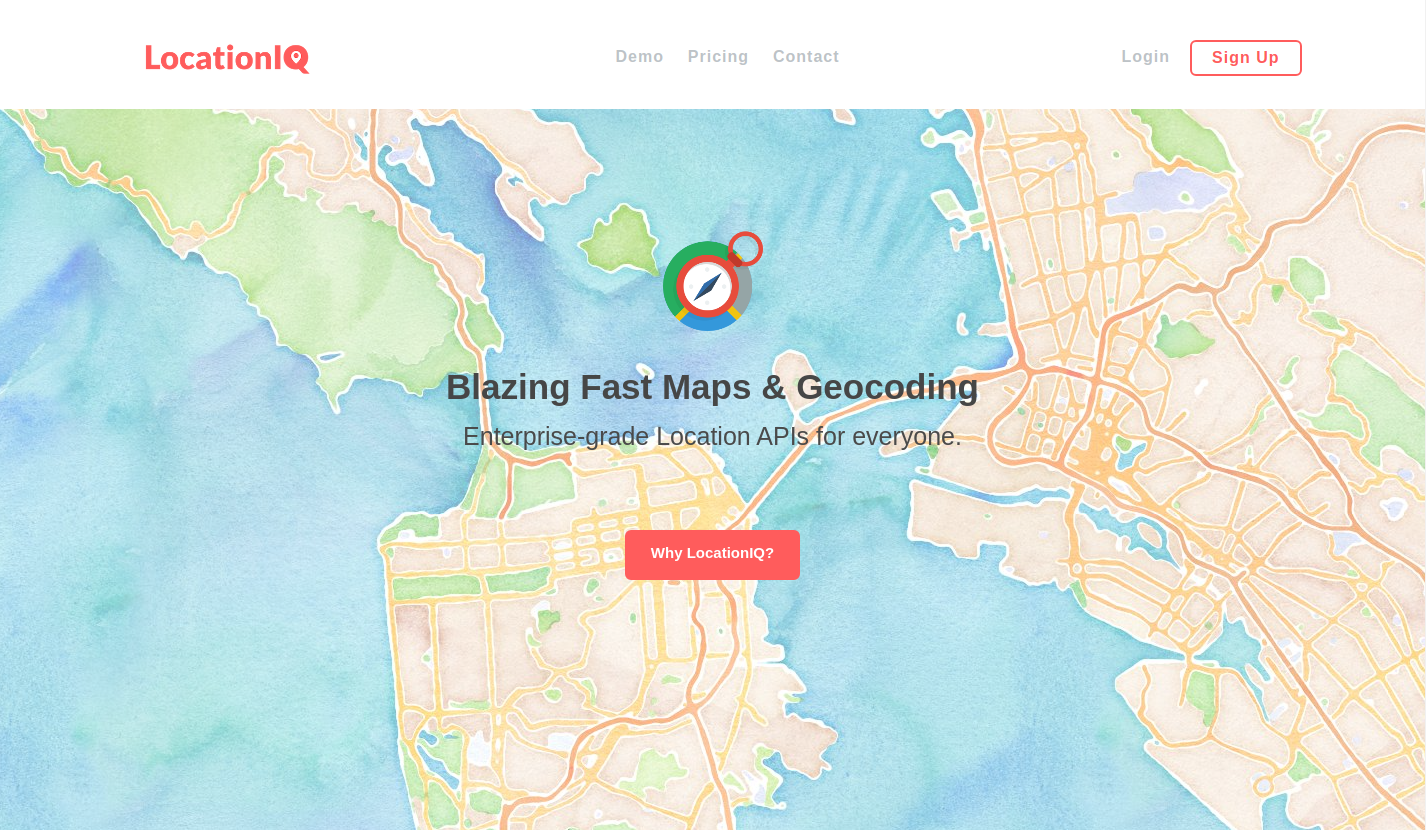 LocationIQ
Demo Pricing Contact
Login Sign Up
Blazing Fast Maps & Geocoding
Enterprise-grade Location APIs for everyone.
Why LocationIQ?